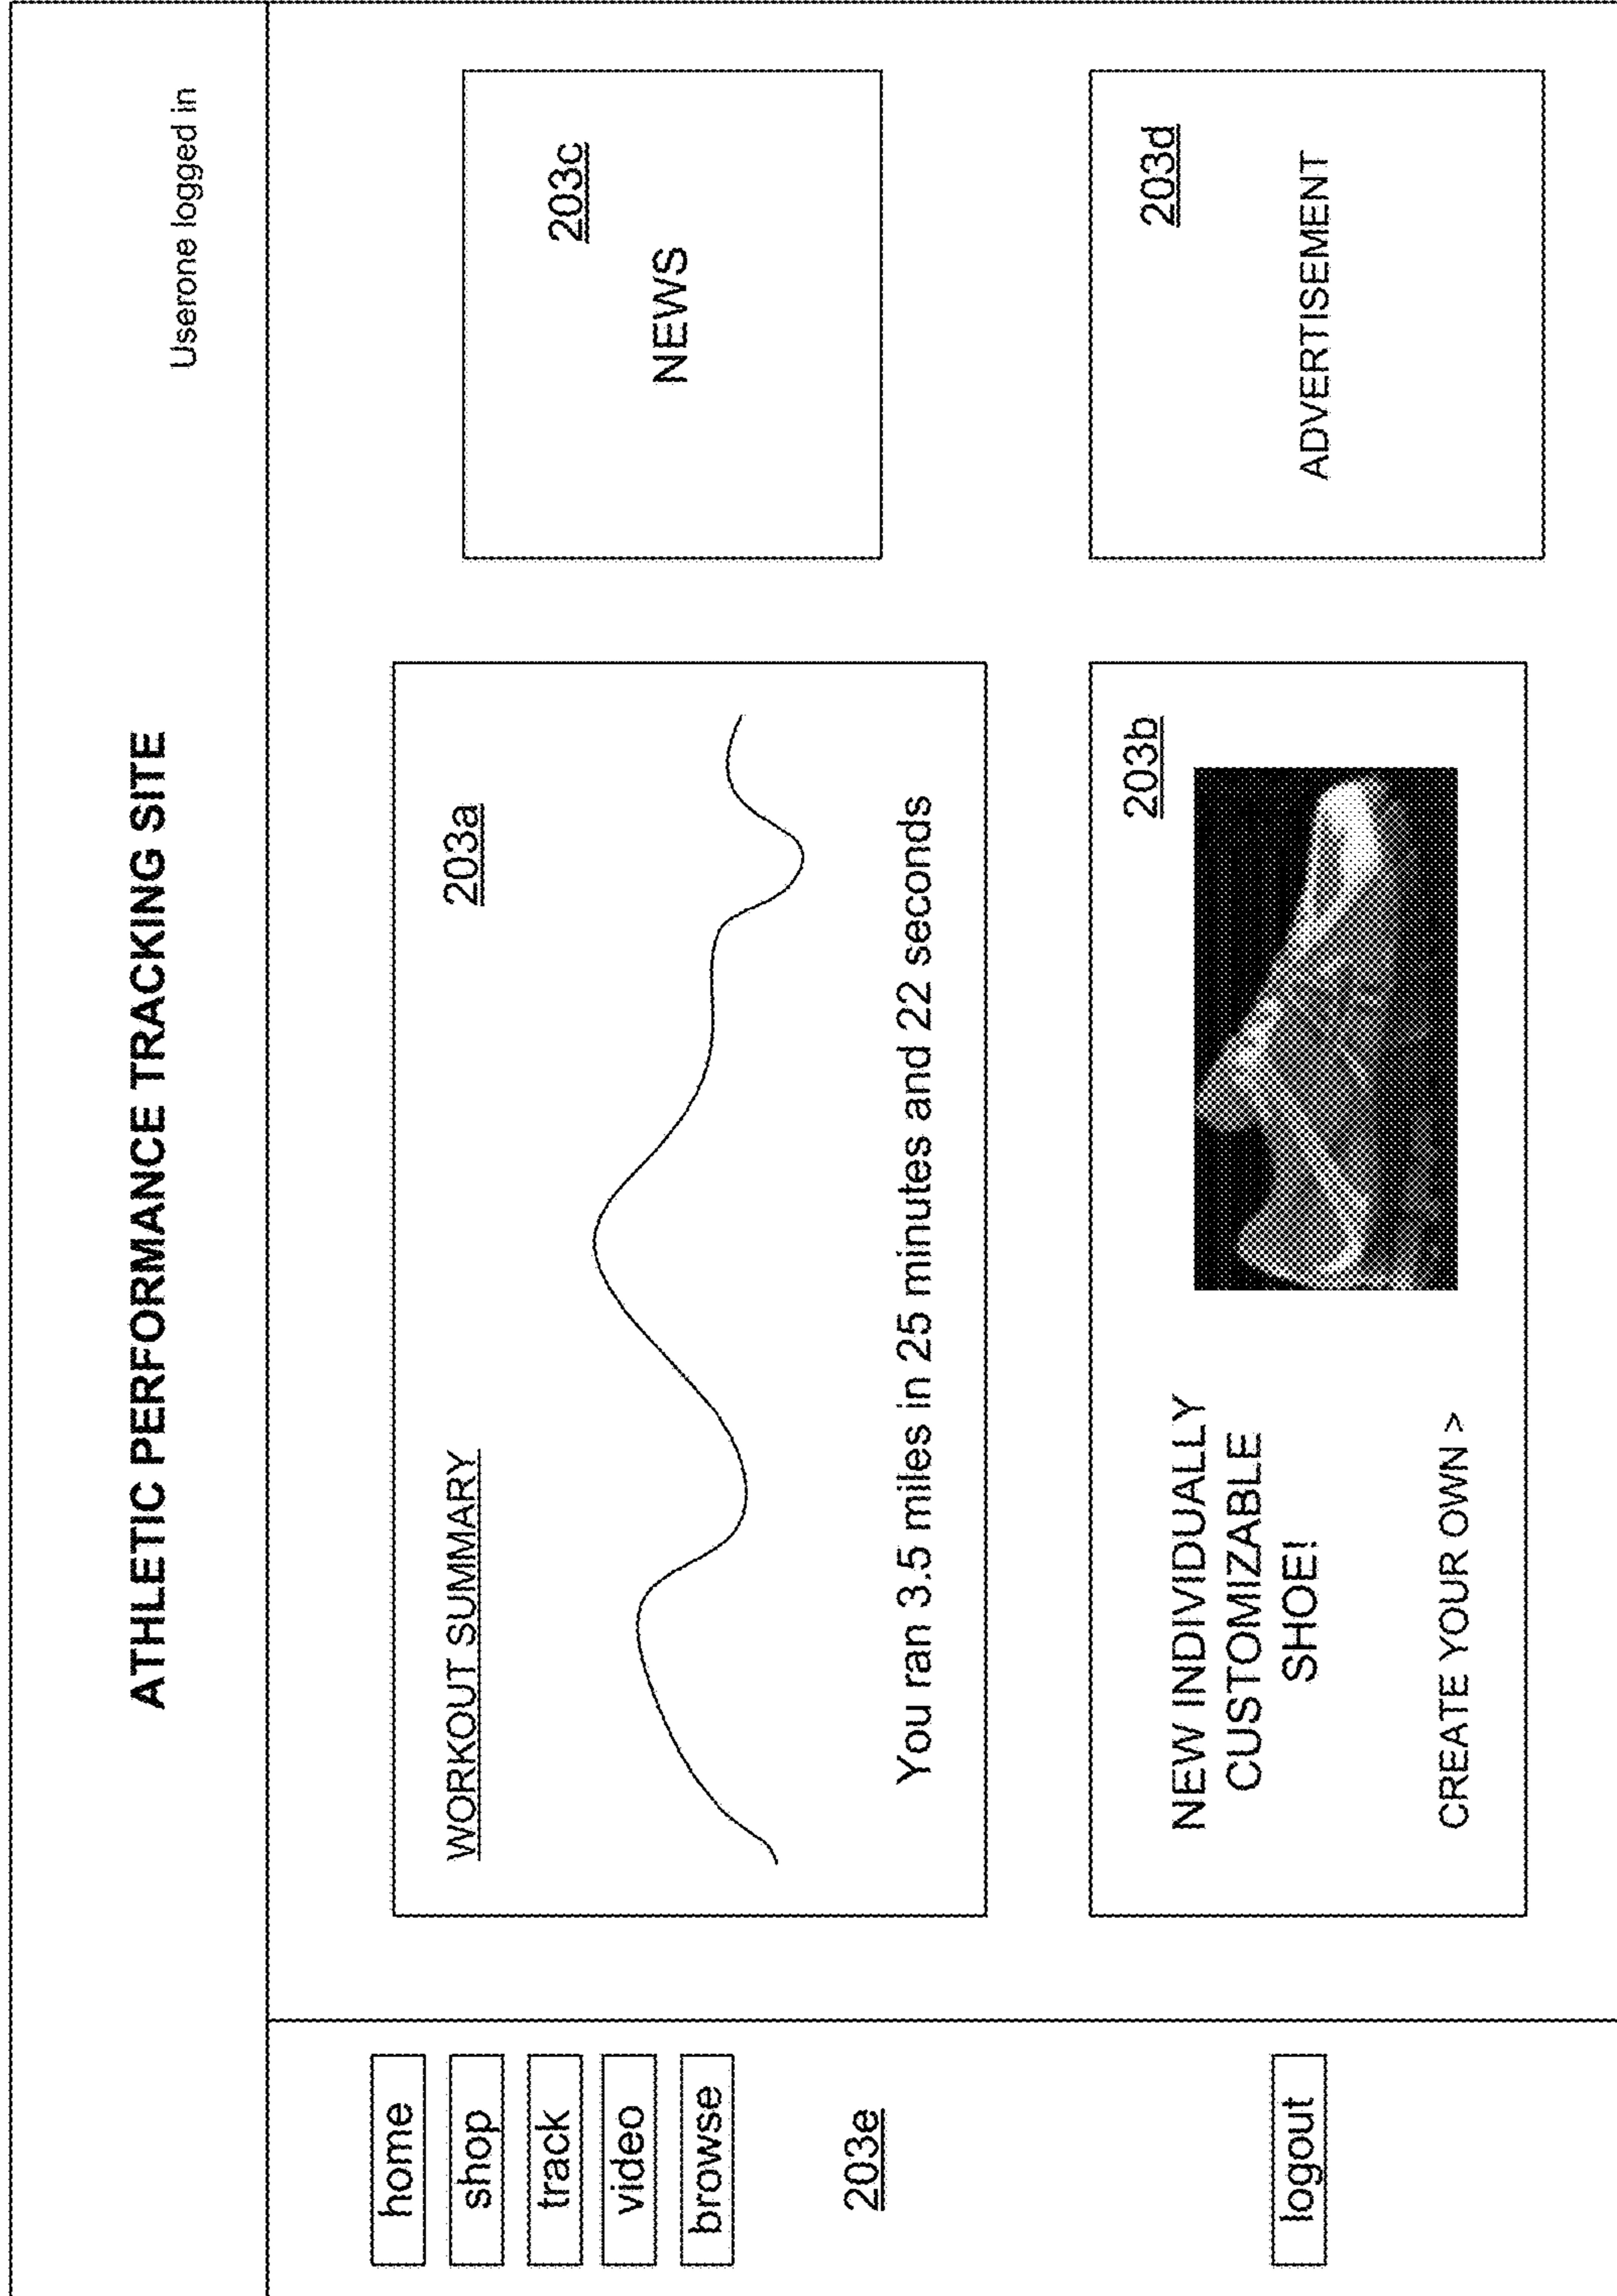 ATHLETIC PERFORMANCE TRACKING SITE
Userone logged in
home
shop
track
video
browse
203e
logout
WORKOUT SUMMARY
203a
You ran 3.5 miles in 25 minutes and 22 seconds
203b
NEW INDIVIDUALLY
CUSTOMIZABLE
SHOE!
CREATE YOUR OWN >
203c
NEWS
203d
ADVERTISEMENT